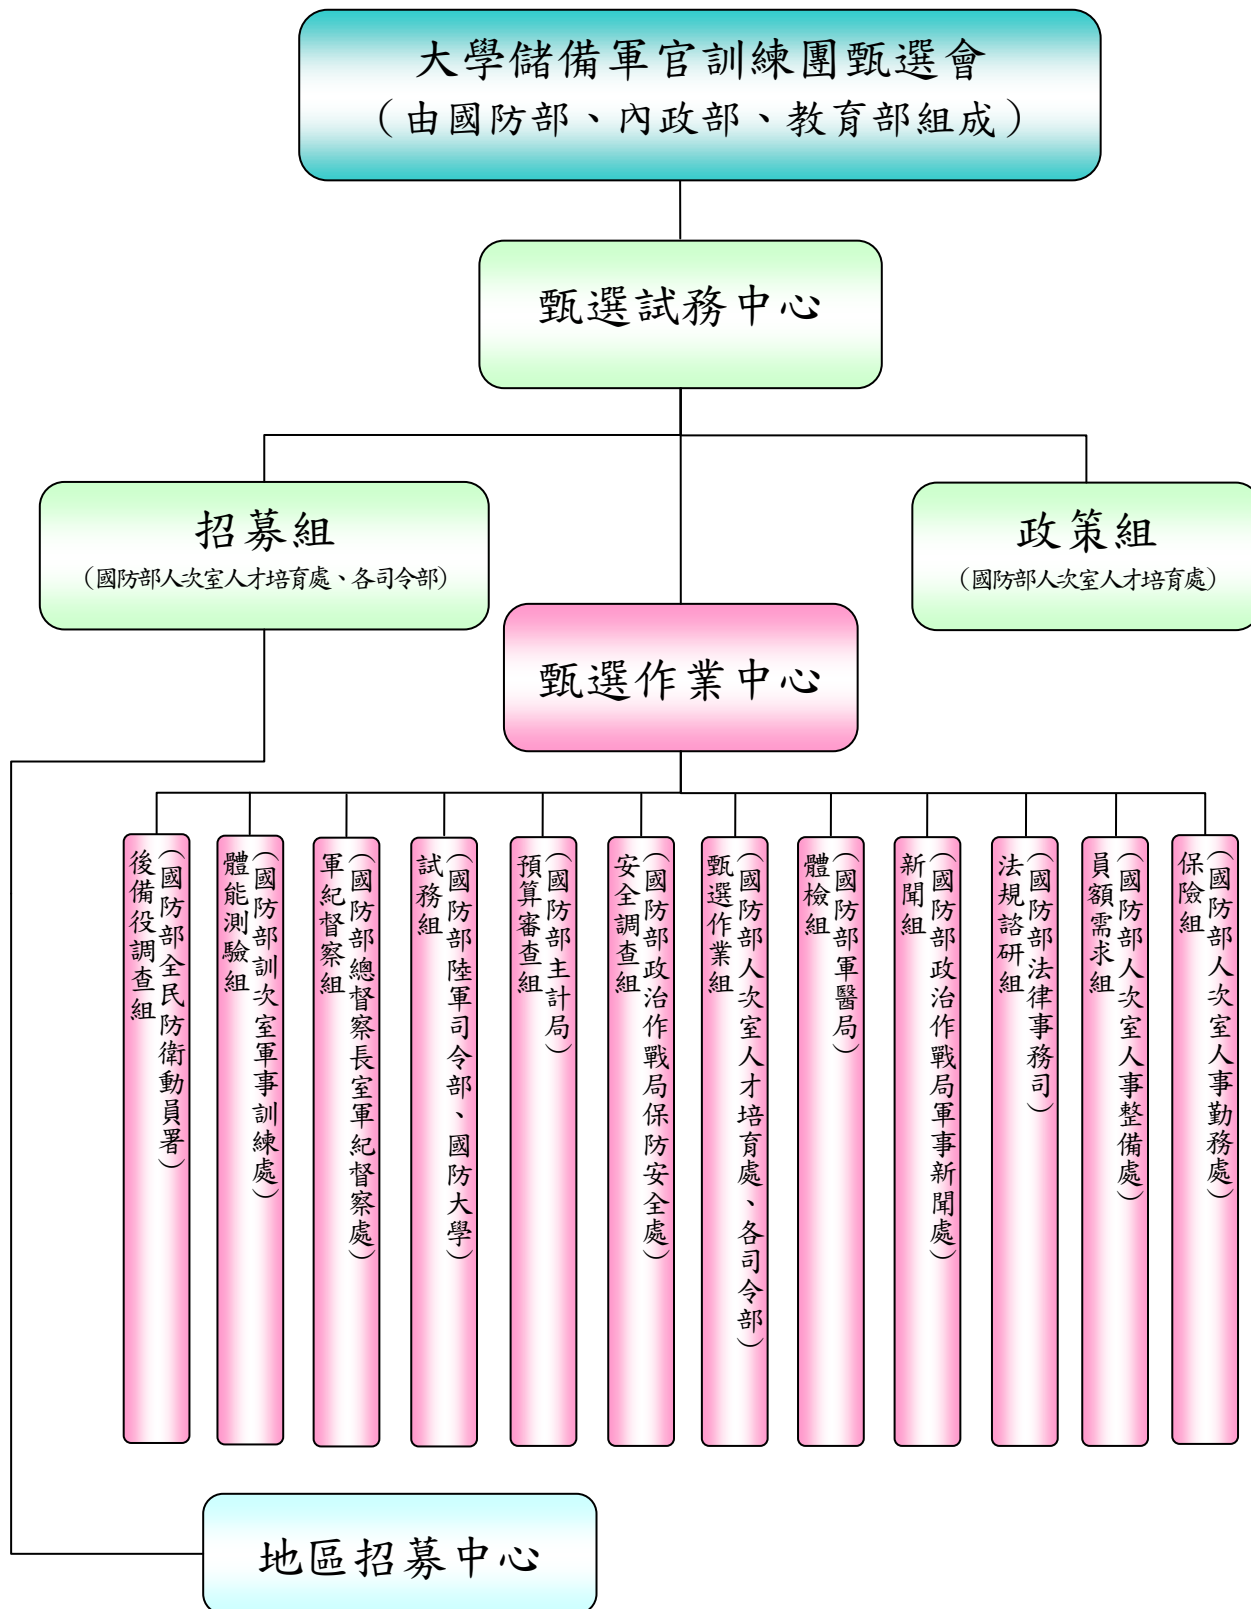 大學儲備軍官訓練團甄選會
（由國防部、內政部、教育部組成）
甄選試務中心
招募組
（國防部人次室人才培育處、各司令部）
政策組
（國防部人次室人才培育處）
甄選作業中心
後備役調查組
（國防部全民防衛動員署）
體能測驗組
（國防部訓次室軍事訓練處）
軍紀督察組
（國防部總督察長室軍紀督察處）
試務組
（國防部陸軍司令部、國防大學）
預算審查組
（國防部主計局）
安全調查組
（國防部政治作戰局保防安全處）
甄選作業組
（國防部人次室人才培育處、各司令部）
體檢組
（國防部軍醫局）
新聞組
（國防部政治作戰局軍事新聞處）
法規諮研組
（國防部法律事務司）
員額需求組
（國防部人次室人事整備處）
保險組
（國防部人次室人事勤務處）
地區招募中心